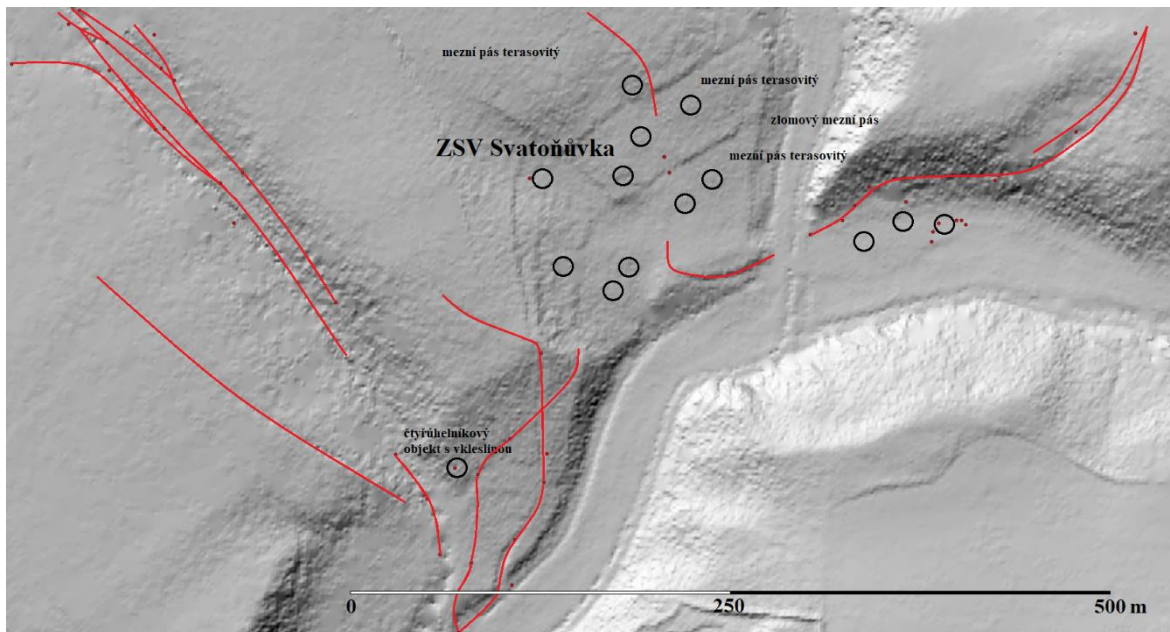 mezní pás terasovitý
mezní pás terasovitý
zlomový mezní pás
ZSV Svatoňůvka
mezní pás terasovitý
čtyřúhelníkový
objekt s vkleslinou
0
250
500 m